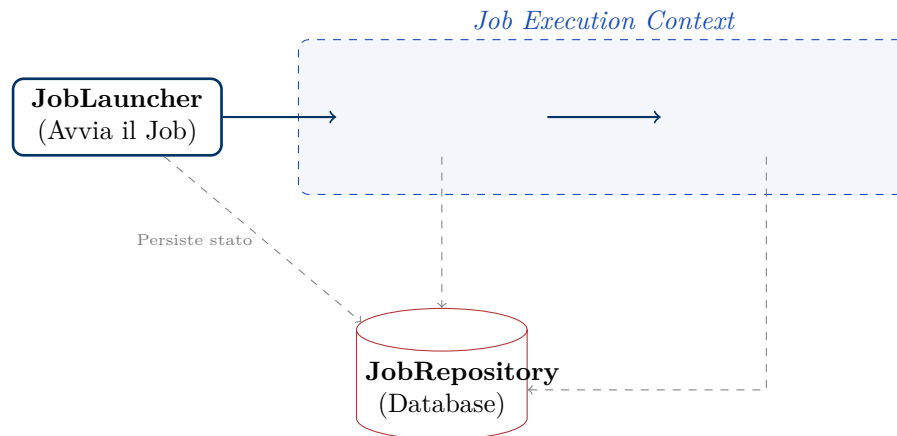 Job Execution Context
JobLauncher
(Avvia il Job)
Persiste stato
JobRepository
(Database)